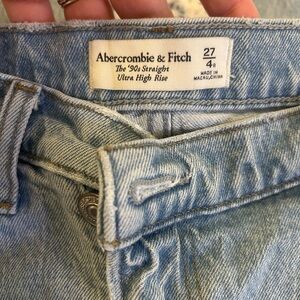 Abercrombie & Fitch
The '90s Straight
Ultra High Rise
27
4R
MADE IN
MACAU, CHINA